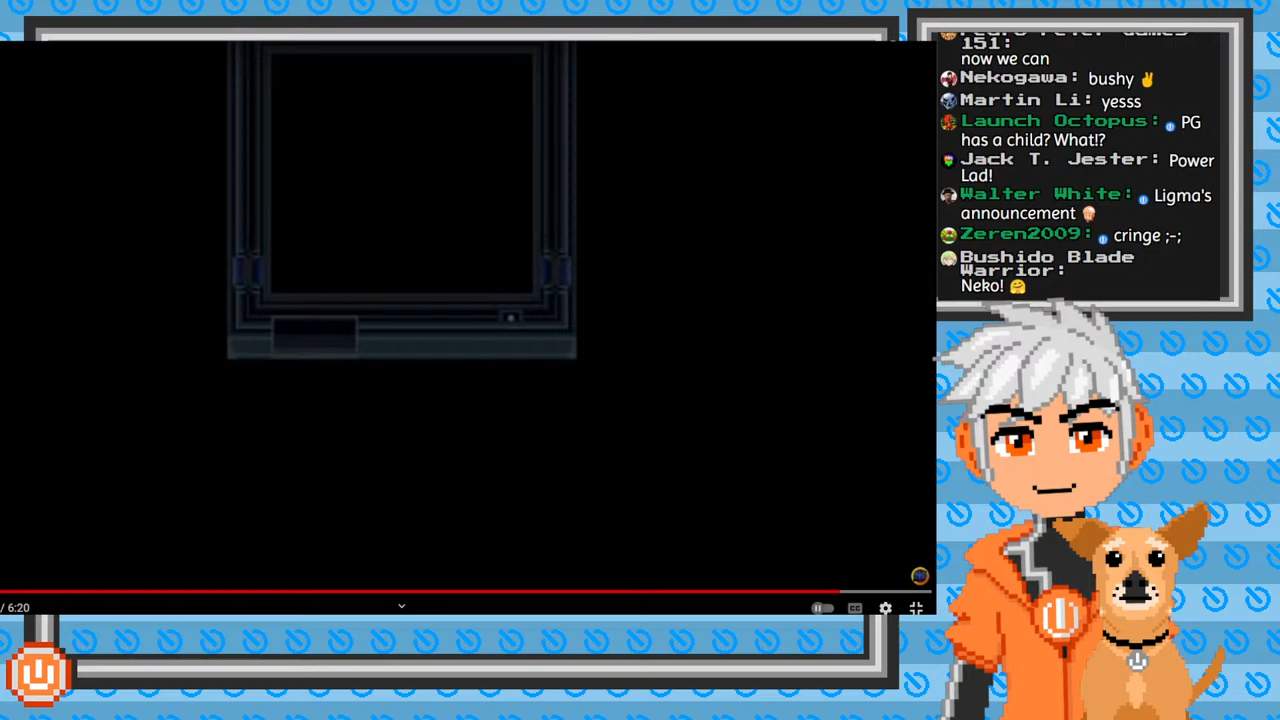 151:
now we can
Nekogawa: bushy ✌
Martin Li: yesss
Launch Octopus: PG
has a child? What!?
Jack T. Jester: Power
Lad!
Walter White: Ligma's
announcement
Zeren2009: cringe ;-;
Bushido Blade
Warrior:
Neko! 🤗
/ 6:20
CC